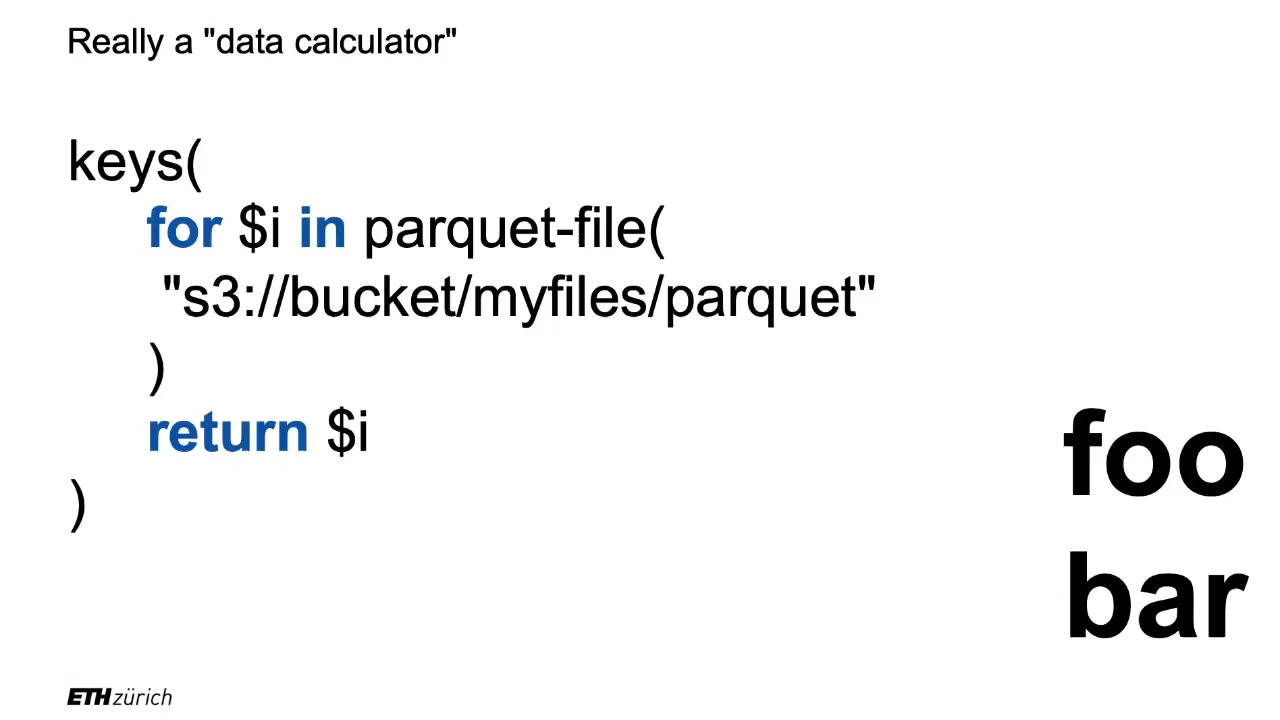 Really a "data calculator"
keys(
for $i in parquet-file(
"s3://bucket/myfiles/parquet"
)
return $i
)
foo
bar
ETH zürich